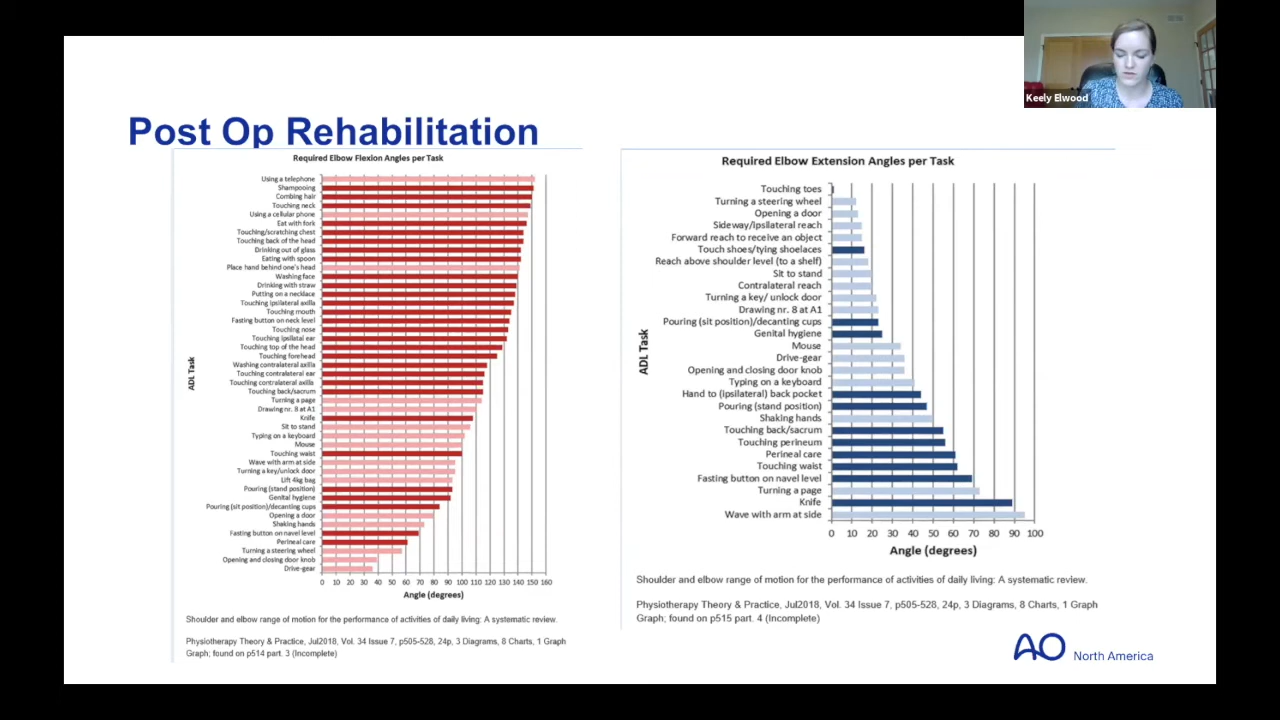 Keely Elwood
Post Op Rehabilitation
Required Elbow Flexion Angles per Task
Using a telephone
Shampooing
Combing hair
Touching neck
Using a cellular phone
Eat with fork
Touching/scratching chest
Touching back of the head
Drinking out of glass
Eating with spoon
Place hand behind one's head
Washing face
Drinking with straw
Putting on a necklace
Touching ipsilateral axilla
Touching mouth
Fasting button on neck level
Touching nose
Touching ipsilatal ear
Touching top of the head
Touching forehead
Washing contralateral axilla
Touching contralateral ear
Touching contralateral axilla
Touching back/sacrum
Turning a page
Drawing nr. 8 at A1
Knife
Sit to stand
Typing on a keyboard
Mouse
Touching waist
Wave with arm at side
Turning a key/unlock door
Lift 4kg bag
Pouring (stand position)
Genital hygiene
Pouring (sit position)/decanting cups
Opening a door
Shaking hands
Fasting button on navel level
Perineal care
Turning a steering wheel
Opening and closing door knob
Drive-gear
ADL Task
0 10 20 30 40 50 60 70 80 90 100 110 120 130 140 150 160
Angle (degrees)
Shoulder and elbow range of motion for the performance of activities of daily living: A systematic review.
Physiotherapy Theory & Practice, Jul2018, Vol. 34 Issue 7, p505-528, 24p, 3 Diagrams, 8 Charts, 1 Graph
Graph; found on p514 part. 3 (Incomplete)
Required Elbow Extension Angles per Task
Touching toes
Turning a steering wheel
Opening a door
Sideway/ipsilateral reach
Forward reach to receive an object
Touch shoes/tying shoelaces
Reach above shoulder level (to a shelf)
Sit to stand
Contralateral reach
Turning a key/ unlock door
Drawing nr. 8 at A1
Pouring (sit position)/decanting cups
Genital hygiene
Mouse
Drive-gear
Opening and closing door knob
Typing on a keyboard
Hand to (ipsilateral) back pocket
Pouring (stand position)
Shaking hands
Touching back/sacrum
Touching perineum
Perineal care
Touching waist
Fasting button on navel level
Turning a page
Knife
Wave with arm at side
ADL Task
0 10 20 30 40 50 60 70 80 90 100
Angle (degrees)
Shoulder and elbow range of motion for the performance of activities of daily living: A systematic review.
Physiotherapy Theory & Practice, Jul2018, Vol. 34 Issue 7, p505-528, 24p, 3 Diagrams, 8 Charts, 1 Graph
Graph; found on p515 part. 4 (Incomplete)
AO North America